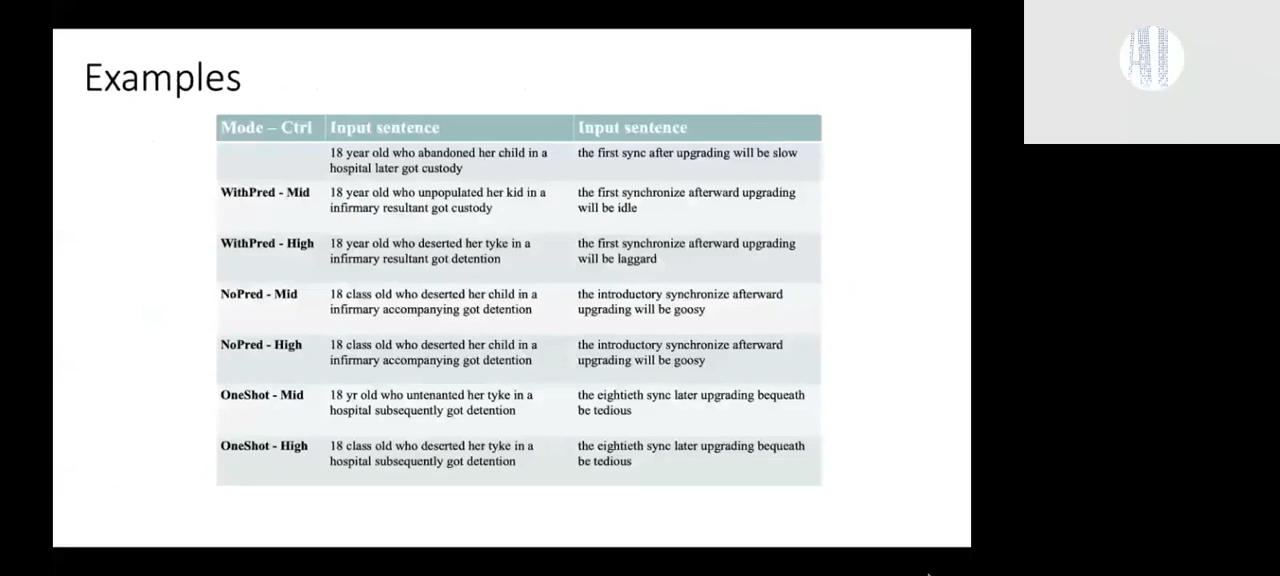 Examples
Mode – Ctrl Input sentence Input sentence
18 year old who abandoned her child in a hospital later got custody the first sync after upgrading will be slow
WithPred - Mid 18 year old who unpopulated her kid in a infirmary resultant got custody the first synchronize afterward upgrading will be idle
WithPred - High 18 year old who deserted her tyke in a infirmary resultant got detention the first synchronize afterward upgrading will be laggard
NoPred - Mid 18 class old who deserted her child in a infirmary accompanying got detention the introductory synchronize afterward upgrading will be goosy
NoPred - High 18 class old who deserted her child in a infirmary accompanying got detention the introductory synchronize afterward upgrading will be goosy
OneShot - Mid 18 yr old who untenanted her tyke in a hospital subsequently got detention the eightieth sync later upgrading bequeath be tedious
OneShot - High 18 class old who deserted her tyke in a hospital subsequently got detention the eightieth sync later upgrading bequeath be tedious